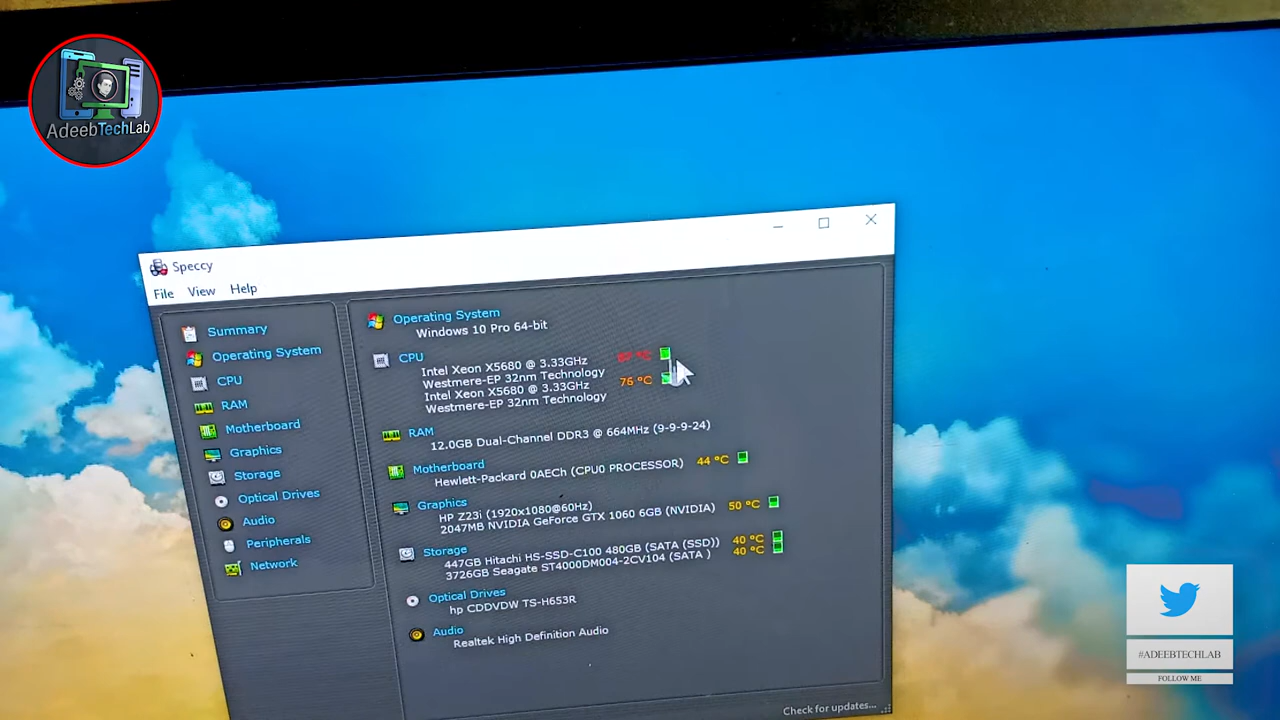 AdeebTechLab
Speccy
File View Help
Summary
Operating System
CPU
RAM
Motherboard
Graphics
Storage
Optical Drives
Audio
Peripherals
Network
Operating System
Windows 10 Pro 64-bit
CPU
Intel Xeon X5680 @ 3.33GHz
Westmere-EP 32nm Technology
Intel Xeon X5680 @ 3.33GHz 76 °C
Westmere-EP 32nm Technology
RAM
12.0GB Dual-Channel DDR3 @ 664MHz (9-9-9-24)
Motherboard
Hewlett-Packard 0AECh (CPU0 PROCESSOR) 44 °C
Graphics
HP Z23i (1920x1080@60Hz)
2047MB NVIDIA GeForce GTX 1060 6GB (NVIDIA) 50 °C
Storage
447GB Hitachi HS-SSD-C100 480GB (SATA (SSD)) 40 °C
3726GB Seagate ST4000DM004-2CV104 (SATA ) 40 °C
Optical Drives
hp CDDVDW TS-H653R
Audio
Realtek High Definition Audio
Check for updates...
#ADEEBTECHLAB
FOLLOW ME